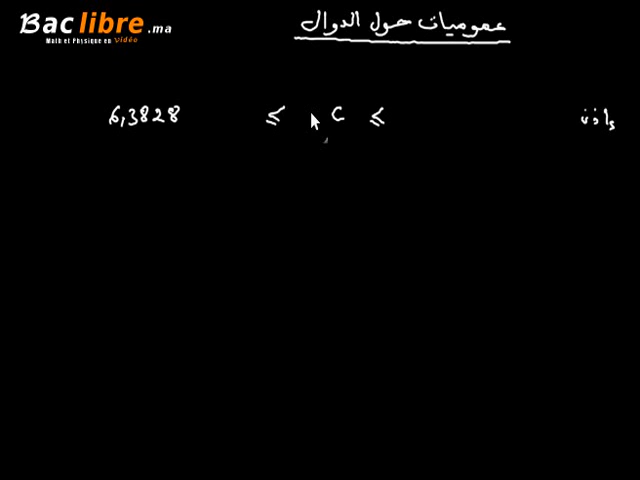 Baclibre.ma
Math et Physique en Vidéo
عموميات حول الدوال
6,3828 ≤ C ≤
وإذن